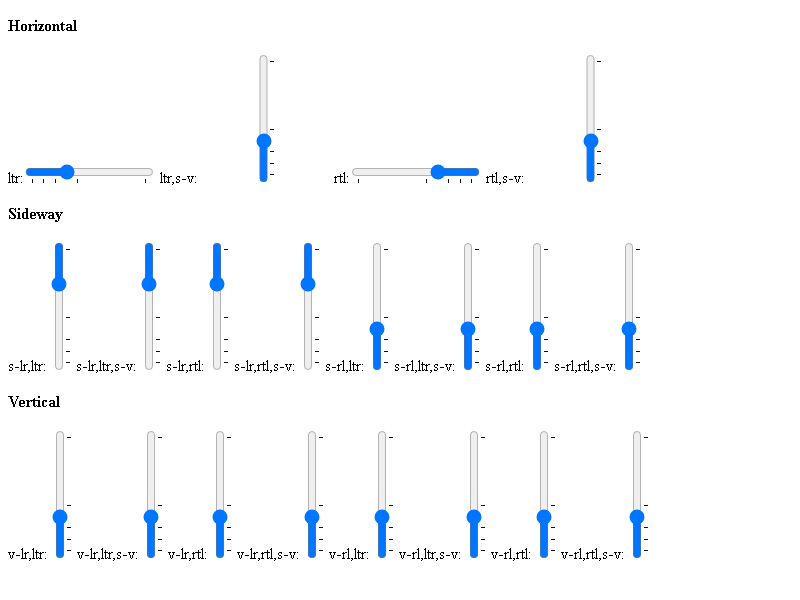 Horizontal
ltr: ltr,s-v: rtl: rtl,s-v:
Sideway
s-lr,ltr: s-lr,ltr,s-v: s-lr,rtl: s-lr,rtl,s-v: s-rl,ltr: s-rl,ltr,s-v: s-rl,rtl: s-rl,rtl,s-v:
Vertical
v-lr,ltr: v-lr,ltr,s-v: v-lr,rtl: v-lr,rtl,s-v: v-rl,ltr: v-rl,ltr,s-v: v-rl,rtl: v-rl,rtl,s-v: